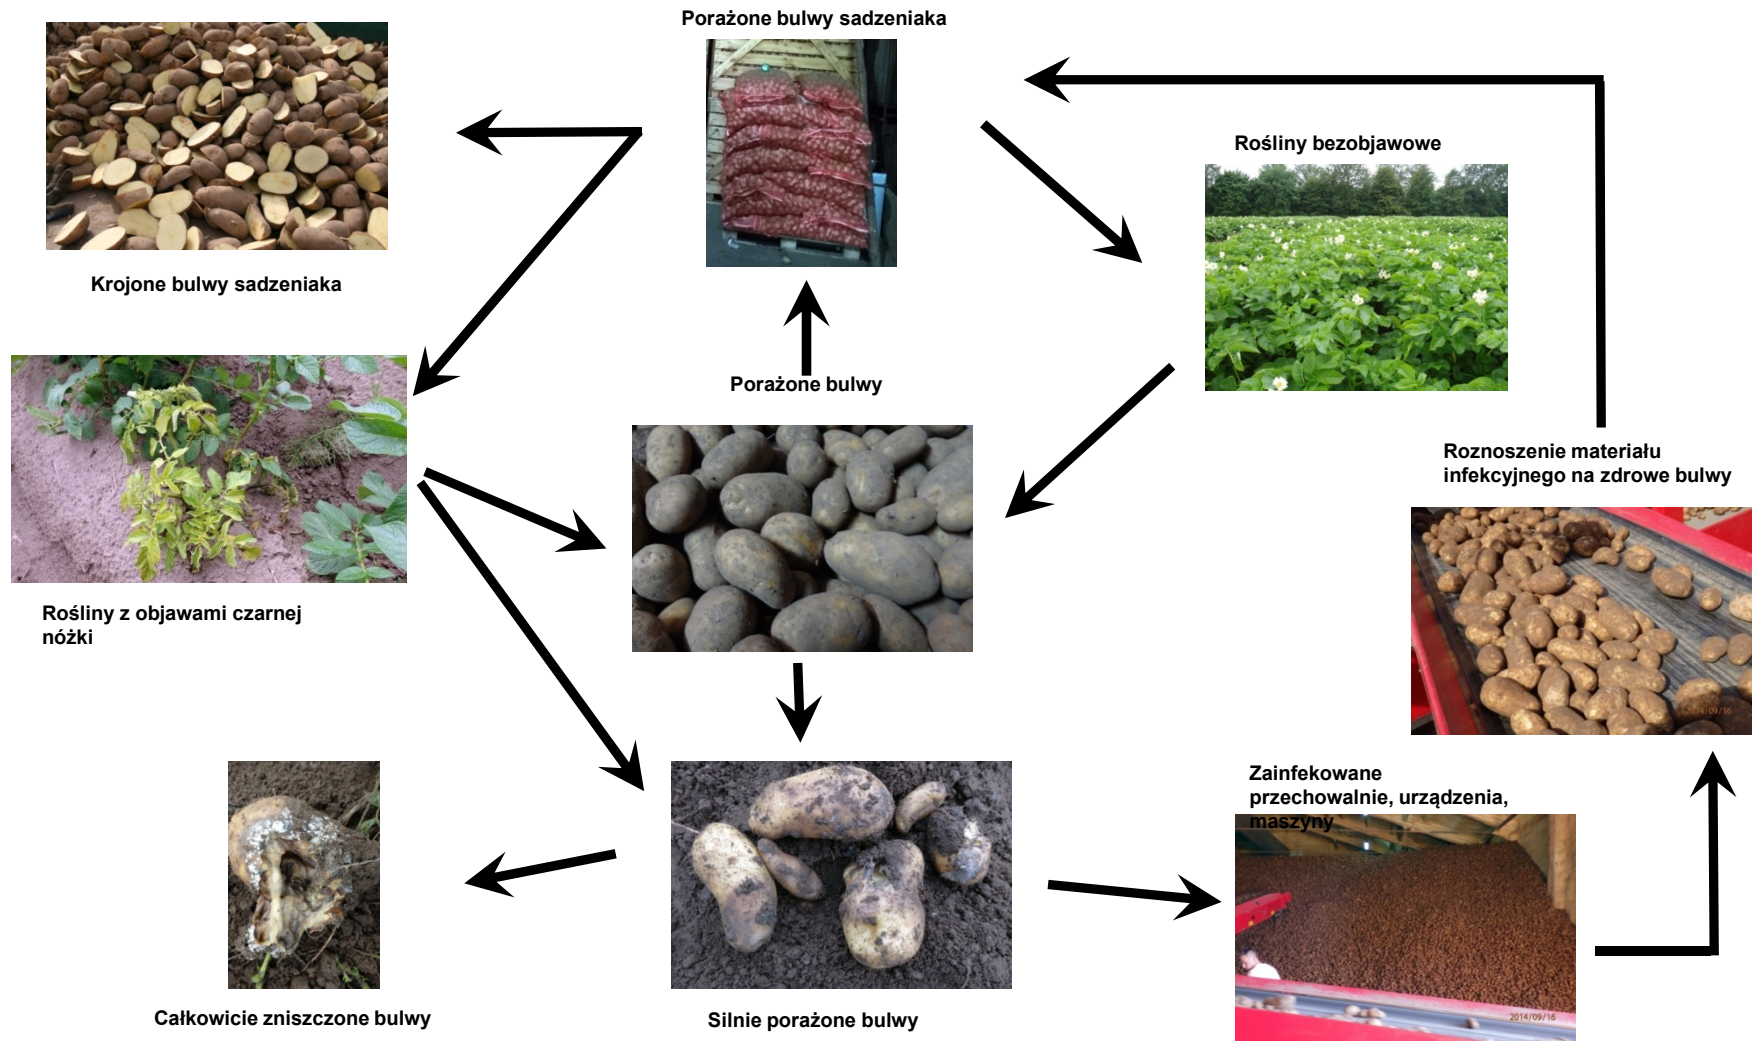 Porażone bulwy sadzeniaka
Rośliny bezobjawowe
Krojone bulwy sadzeniaka
Porażone bulwy
Roznoszenie materiału
infekcyjnego na zdrowe bulwy
Rośliny z objawami czarnej
nóżki
2014/09/16
Zainfekowane
przechowalnie, urządzenia,
maszyny
2014/09/16
Całkowicie zniszczone bulwy
Silnie porażone bulwy